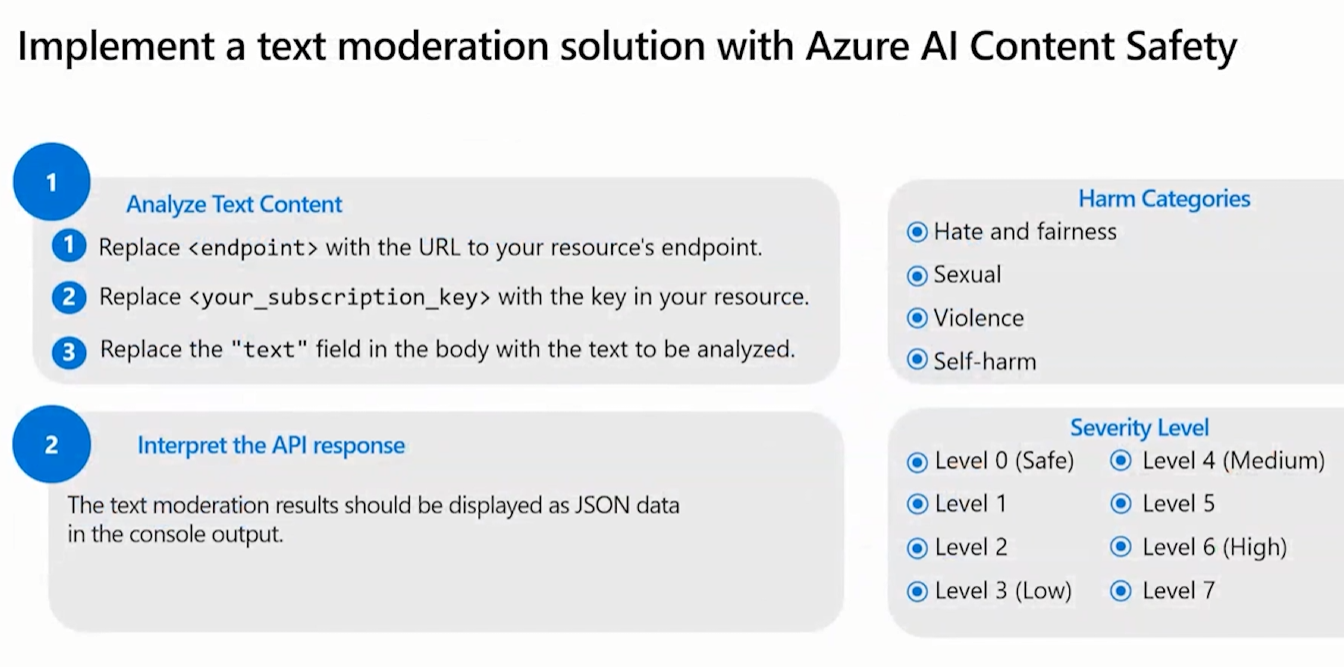 Implement a text moderation solution with Azure AI Content Safety
1
Analyze Text Content
1 Replace <endpoint> with the URL to your resource's endpoint.
2 Replace <your_subscription_key> with the key in your resource.
3 Replace the "text" field in the body with the text to be analyzed.
Harm Categories
Hate and fairness
Sexual
Violence
Self-harm
2
Interpret the API response
The text moderation results should be displayed as JSON data
in the console output.
Severity Level
Level 0 (Safe)
Level 1
Level 2
Level 3 (Low)
Level 4 (Medium)
Level 5
Level 6 (High)
Level 7